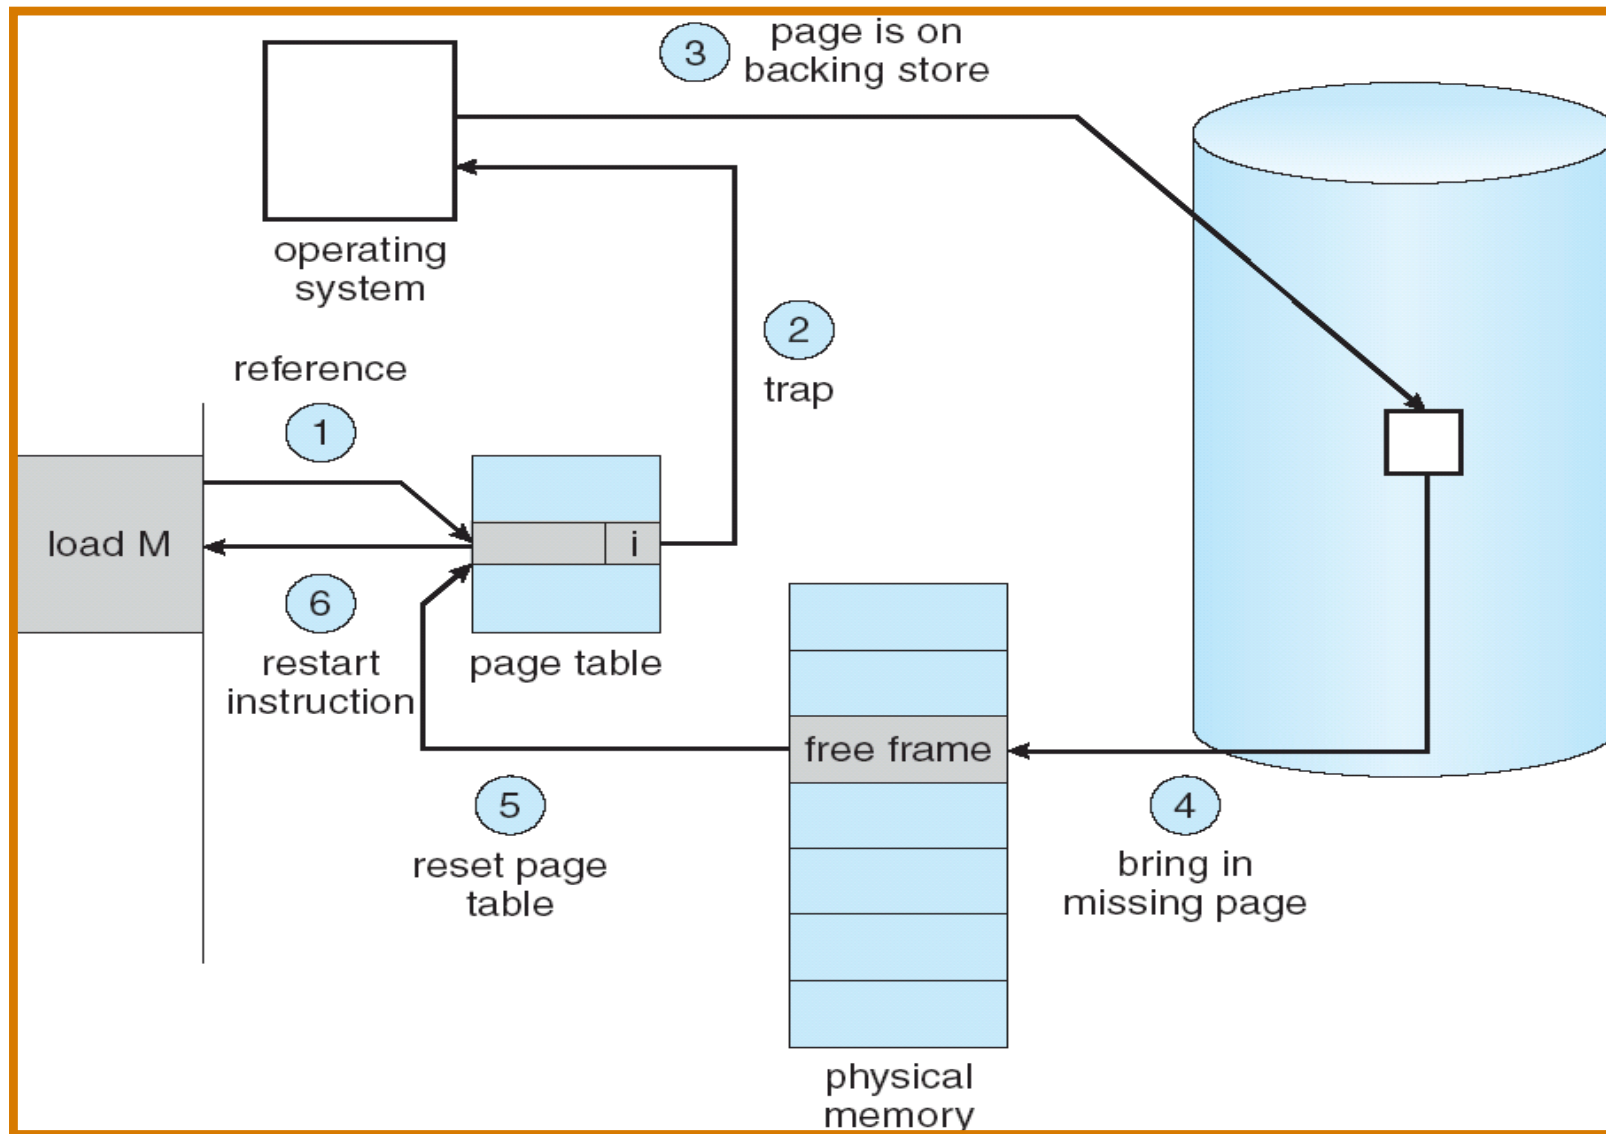 3
page is on
backing store
operating
system
2
trap
reference
1
load M
i
6
restart
instruction
page table
free frame
5
reset page
table
4
bring in
missing page
physical
memory